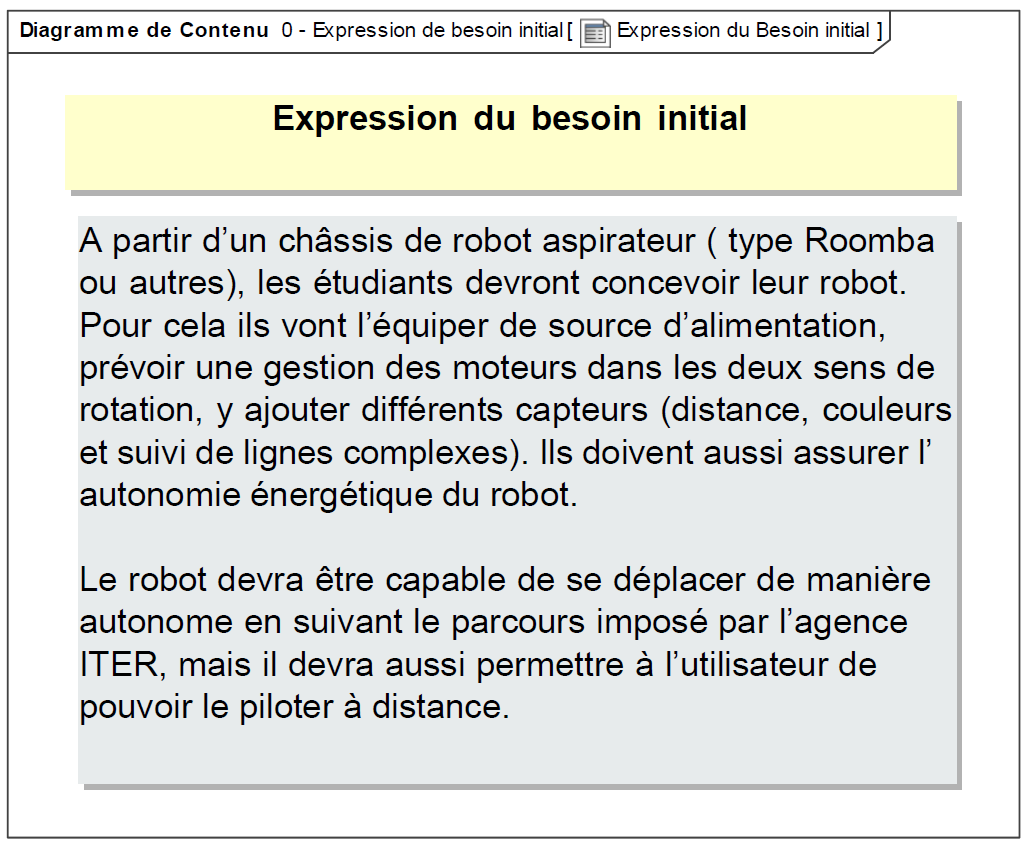 Diagramme de Contenu 0 - Expression de besoin initial [ Expression du Besoin initial ]
Expression du besoin initial
A partir d’un châssis de robot aspirateur ( type Roomba
ou autres), les étudiants devront concevoir leur robot.
Pour cela ils vont l’équiper de source d’alimentation,
prévoir une gestion des moteurs dans les deux sens de
rotation, y ajouter différents capteurs (distance, couleurs
et suivi de lignes complexes). Ils doivent aussi assurer l’
autonomie énergétique du robot.
Le robot devra être capable de se déplacer de manière
autonome en suivant le parcours imposé par l’agence
ITER, mais il devra aussi permettre à l’utilisateur de
pouvoir le piloter à distance.